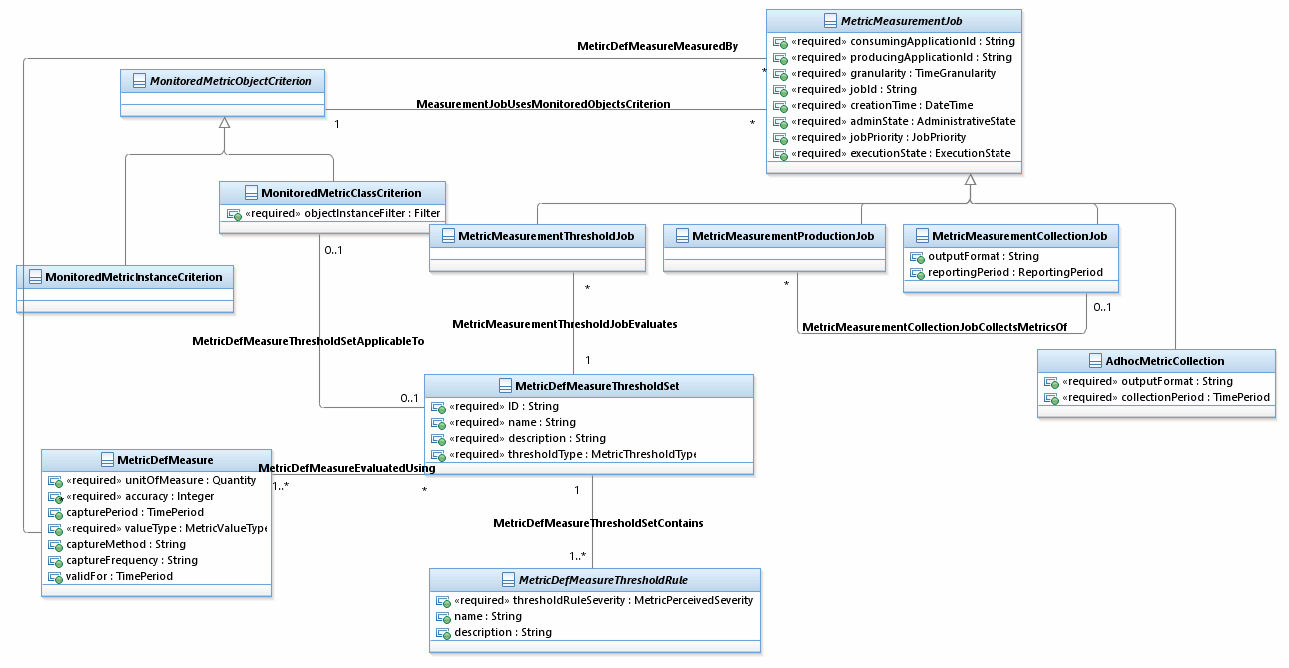 MetricMeasurementJob
«required» consumingApplicationId : String
«required» producingApplicationId : String
«required» granularity : TimeGranularity
«required» jobId : String
«required» creationTime : DateTime
«required» adminState : AdministrativeState
«required» jobPriority : JobPriority
«required» executionState : ExecutionState
MetircDefMeasureMeasuredBy
*
MonitoredMetricObjectCriterion
MeasurementJobUsesMonitoredObjectsCriterion
1
*
MonitoredMetricClassCriterion
«required» objectInstanceFilter : Filter
MetricMeasurementThresholdJob
MetricMeasurementProductionJob
MetricMeasurementCollectionJob
outputFormat : String
reportingPeriod : ReportingPeriod
0..1
MonitoredMetricInstanceCriterion
*
*
0..1
MetricMeasurementThresholdJobEvaluates
MetricMeasurementCollectionJobCollectsMetricsOf
MetricDefMeasureThresholdSetApplicableTo
1
AdhocMetricCollection
«required» outputFormat : String
«required» collectionPeriod : TimePeriod
MetricDefMeasureThresholdSet
«required» ID : String
«required» name : String
«required» description : String
«required» thresholdType : MetricThresholdType
0..1
MetricDefMeasure
«required» unitOfMeasure : Quantity
«required» accuracy : Integer
capturePeriod : TimePeriod
«required» valueType : MetricValueType
captureMethod : String
captureFrequency : String
validFor : TimePeriod
*
MetricDefMeasureEvaluatedUsing
1..*
*
1
MetricDefMeasureThresholdSetContains
1..*
MetricDefMeasureThresholdRule
«required» thresholdRuleSeverity : MetricPerceivedSeverity
name : String
description : String